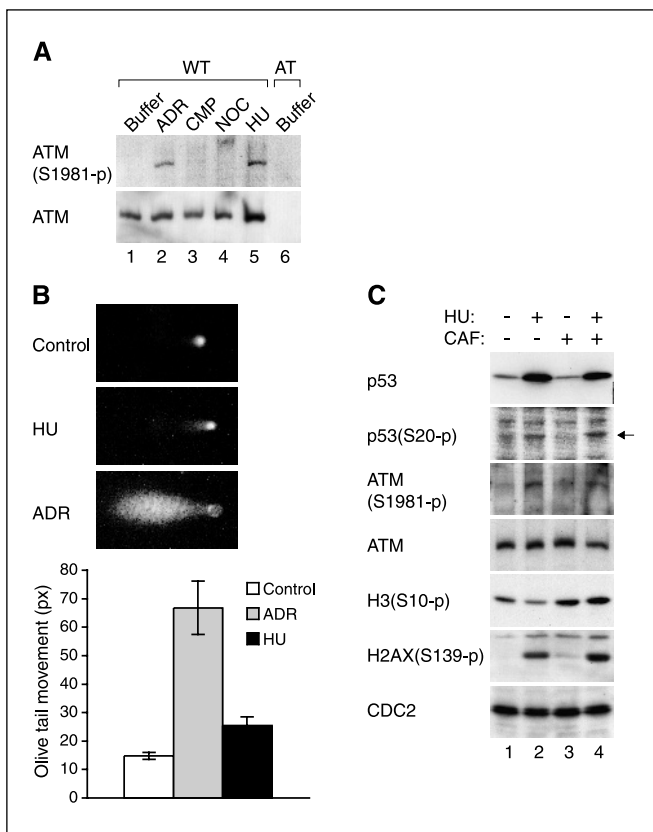 A
WT AT
Buffer ADR CMP NOC HU Buffer
ATM
(S1981-p)
ATM
1 2 3 4 5 6
B
Control
HU
ADR
80
70
60
50
40
30
20
10
0
Olive tail movement (px)
Control
ADR
HU
C
HU: - + - +
CAF: - - + +
p53
p53(S20-p)
ATM
(S1981-p)
ATM
H3(S10-p)
H2AX(S139-p)
CDC2
1 2 3 4